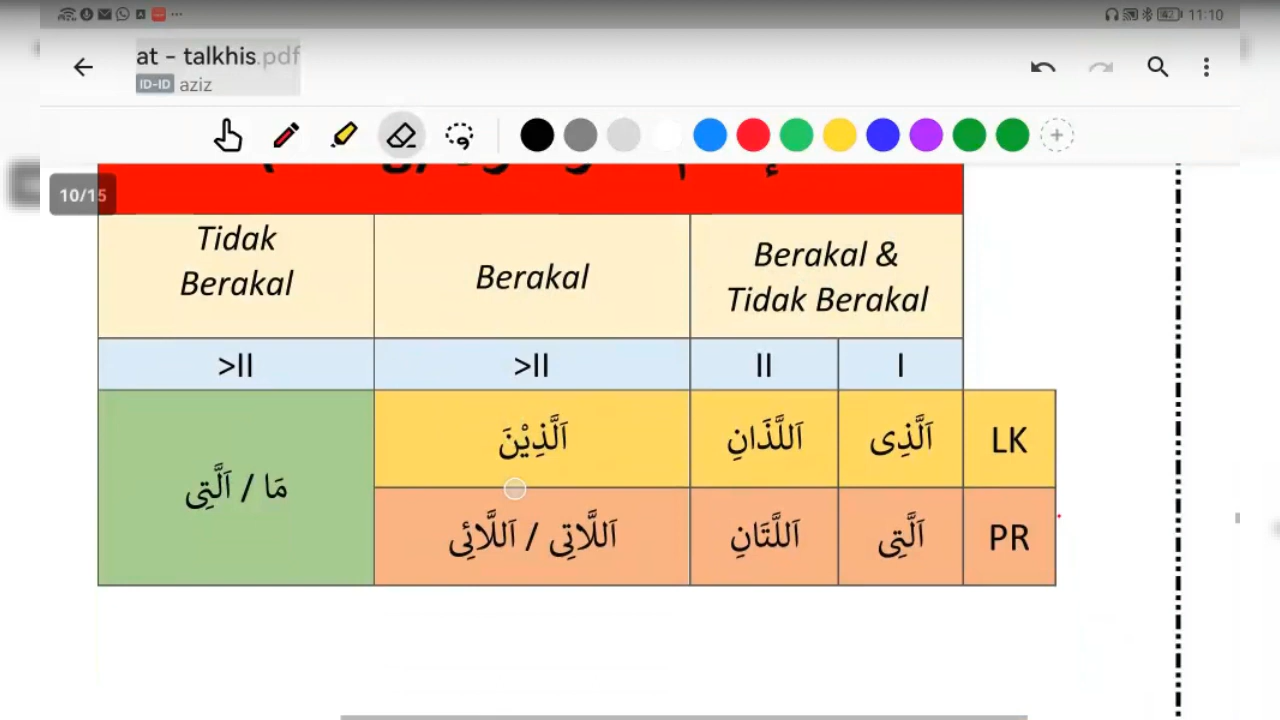 11:10
at - talkhis.pdf
ID-ID aziz
10/15
Tidak
Berakal
Berakal
Berakal &
Tidak Berakal
>II
>II
II
I
مَا / اَلَّتِى
اَلَّذِيْنَ
اَللَّذَانِ
اَلَّذِى
LK
اَللَّاتِى / اَللَّائِى
اَللَّتَانِ
اَلَّتِى
PR